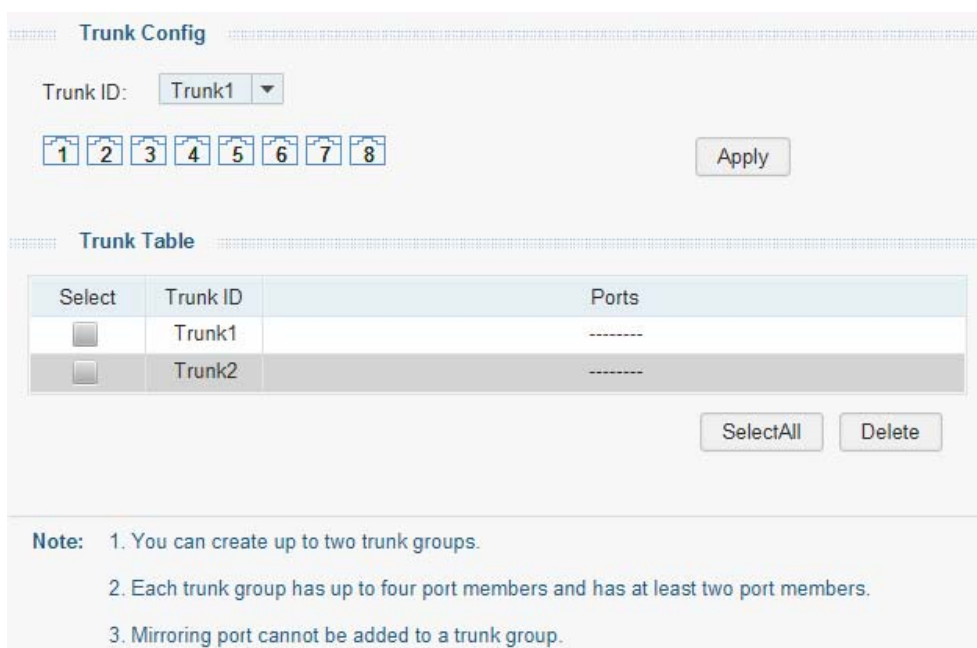 Trunk Config
Trunk ID: Trunk1
1 2 3 4 5 6 7 8 Apply
Trunk Table
Select Trunk ID Ports
Trunk1 --------
Trunk2 --------
SelectAll Delete
Note: 1. You can create up to two trunk groups.
2. Each trunk group has up to four port members and has at least two port members.
3. Mirroring port cannot be added to a trunk group.